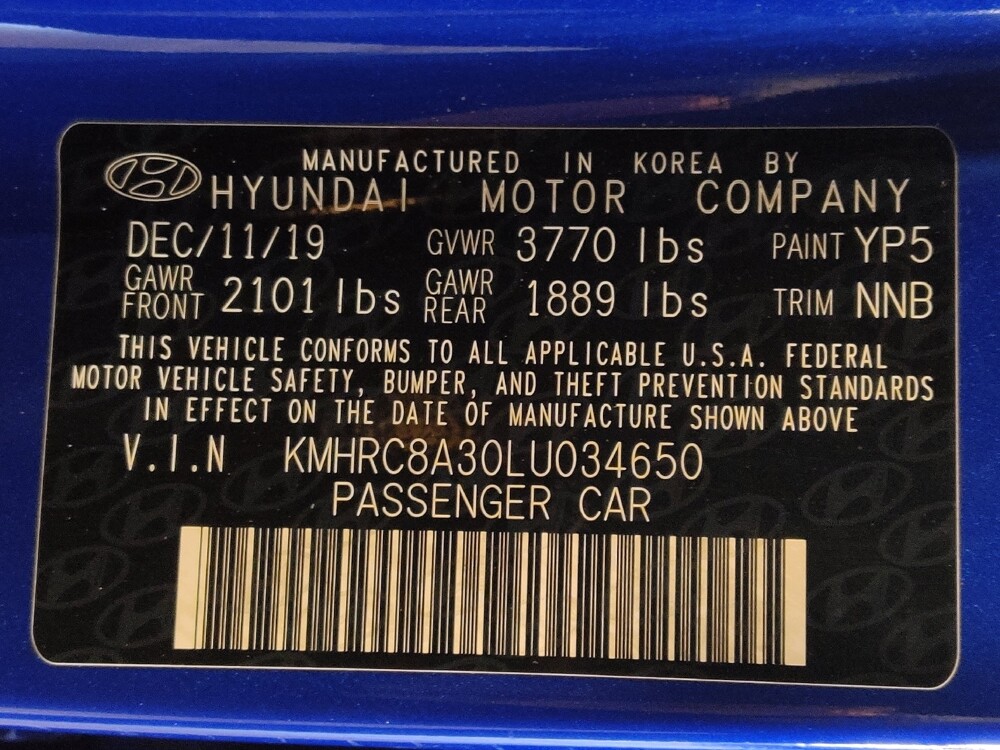 MANUFACTURED IN KOREA BY
HYUNDAI MOTOR COMPANY
DEC/11/19 GVWR 3770 lbs PAINT YP5
GAWR FRONT 2101 lbs GAWR REAR 1889 lbs TRIM NNB
THIS VEHICLE CONFORMS TO ALL APPLICABLE U.S.A. FEDERAL
MOTOR VEHICLE SAFETY, BUMPER, AND THEFT PREVENTION STANDARDS
IN EFFECT ON THE DATE OF MANUFACTURE SHOWN ABOVE
V.I.N KMHRC8A30LU034650
PASSENGER CAR